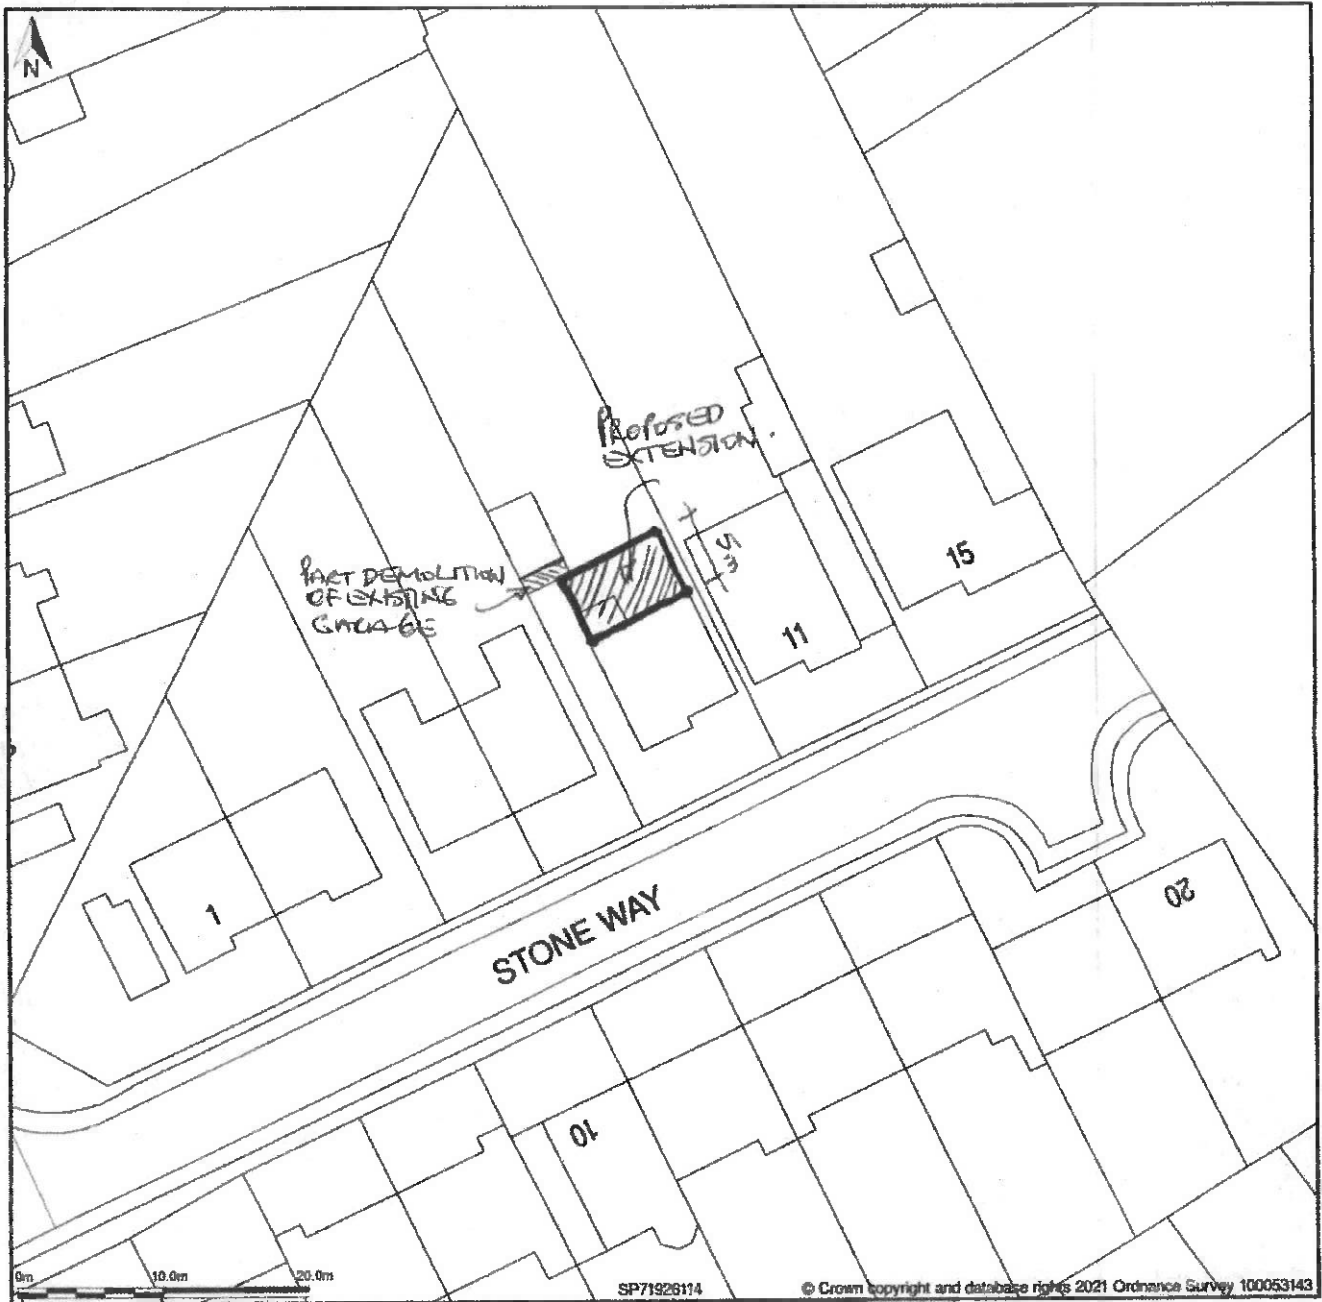 N
PROPOSED
EXTENSION.
PART DEMOLITION
OF EXISTING
GARAGE
15
11
1
STONE WAY
20
10
0m 10.0m 20.0m
SP71926114
© Crown copyright and database rights 2021 Ordnance Survey 100053143